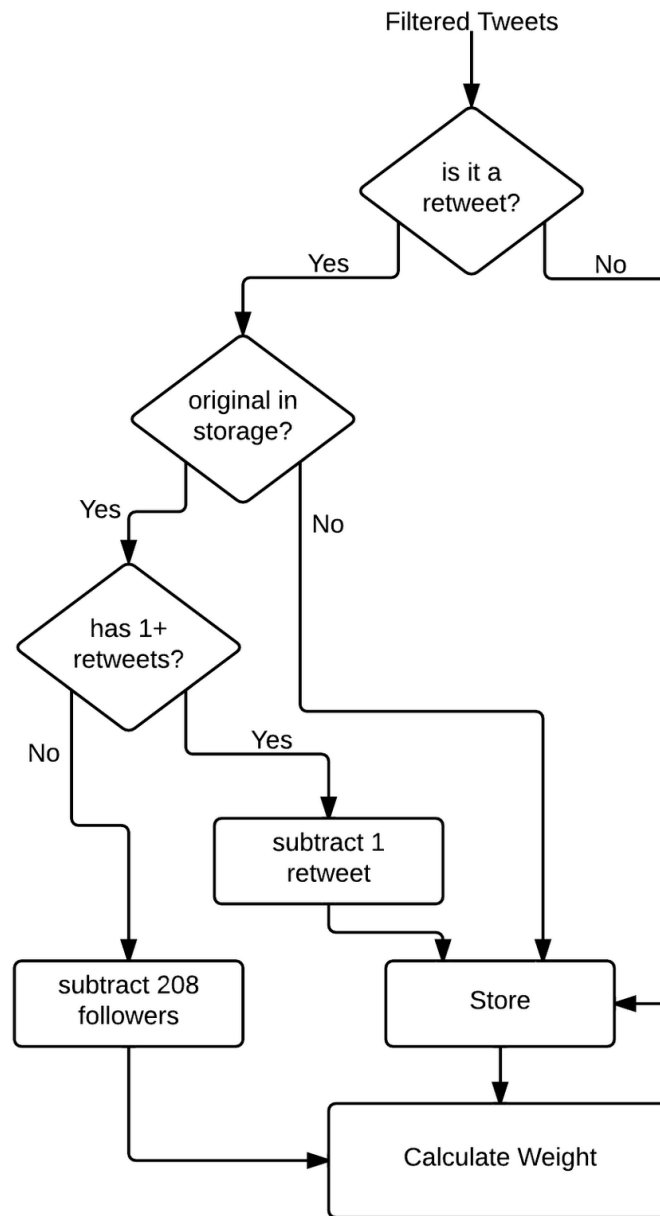 Filtered Tweets
is it a
retweet?
Yes
No
original in
storage?
Yes
No
has 1+
retweets?
No
Yes
subtract 1
retweet
subtract 208
followers
Store
Calculate Weight